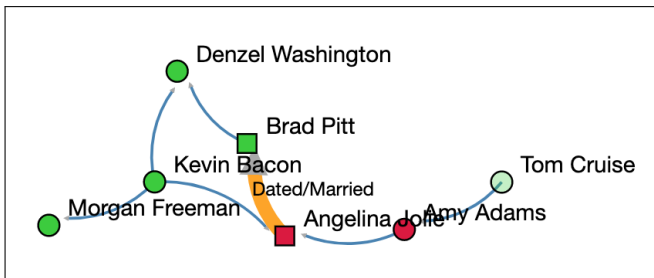 Denzel Washington
Brad Pitt
Kevin Bacon
Tom Cruise
Dated/Married
Morgan Freeman
Angelina Jolie
Amy Adams